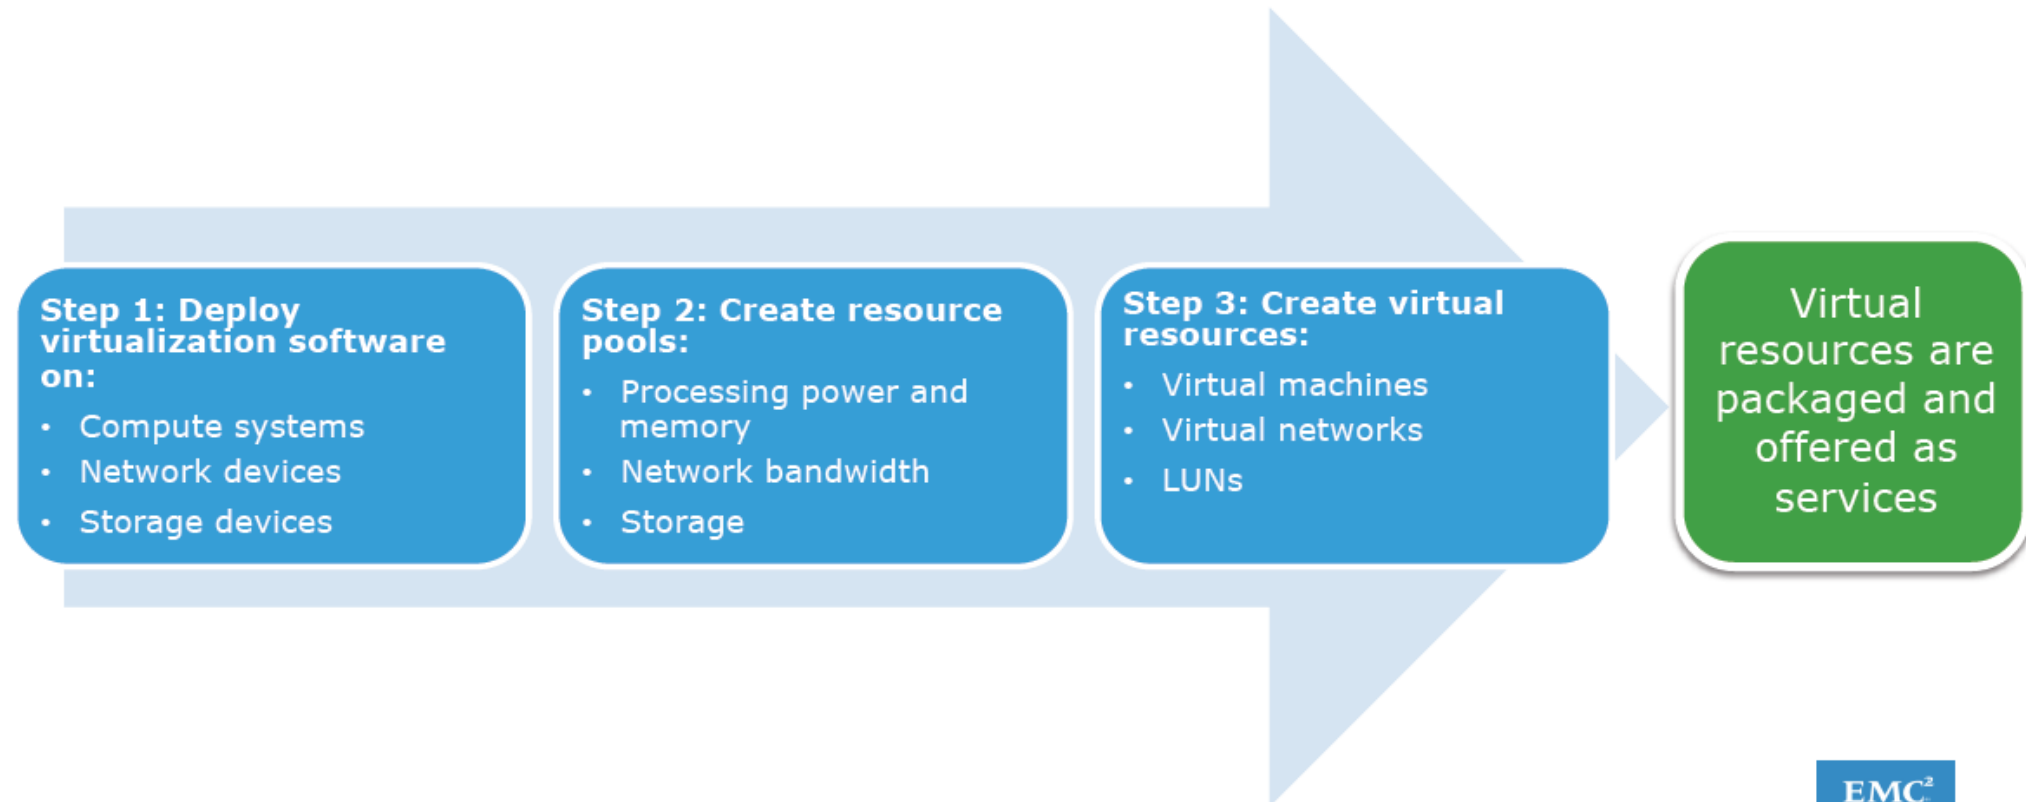 Step 1: Deploy
virtualization software
on:
• Compute systems
• Network devices
• Storage devices
Step 2: Create resource
pools:
• Processing power and
memory
• Network bandwidth
• Storage
Step 3: Create virtual
resources:
• Virtual machines
• Virtual networks
• LUNs
Virtual
resources are
packaged and
offered as
services
EMC²